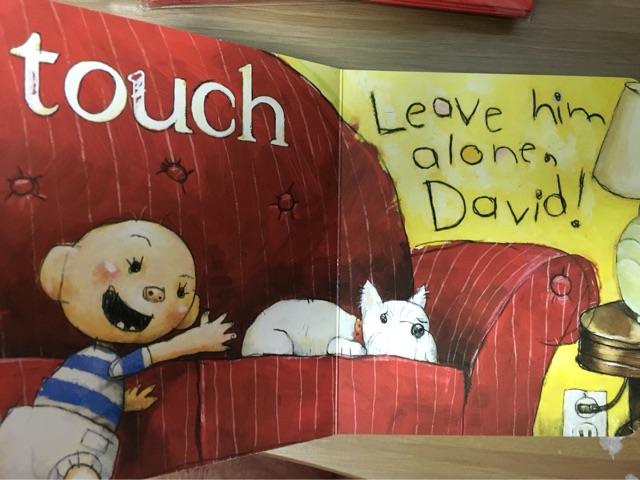 touch
Leave him
alone,
David!